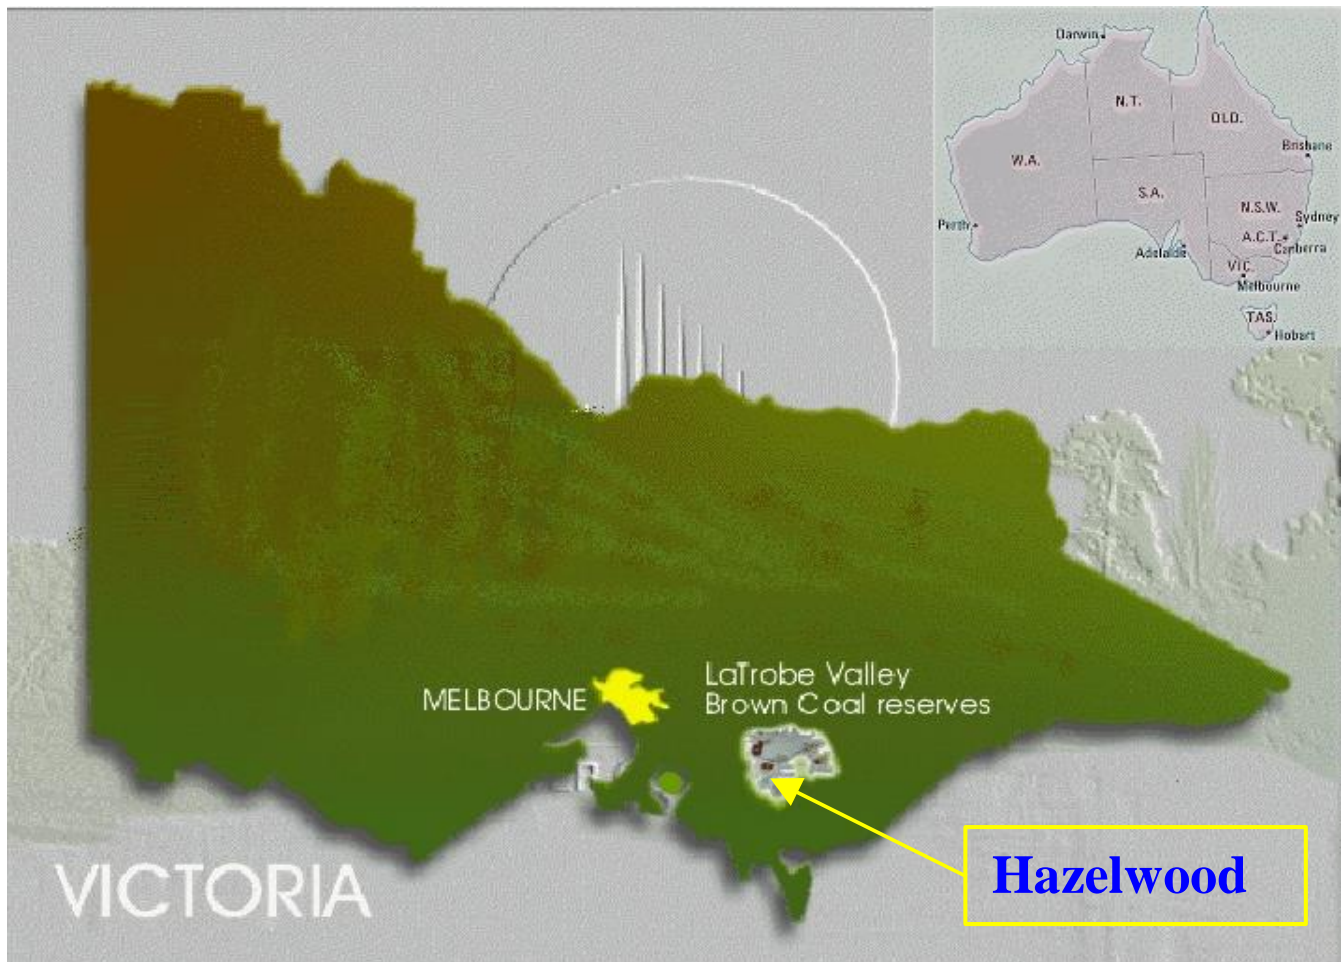 Darwin
N.T.
QLD.
Brisbane
W.A.
S.A.
N.S.W.
Sydney
Perth
A.C.T.
Canberra
Adelaide
VIC.
Melbourne
TAS.
Hobart
MELBOURNE
LaTrobe Valley
Brown Coal reserves
Hazelwood
VICTORIA